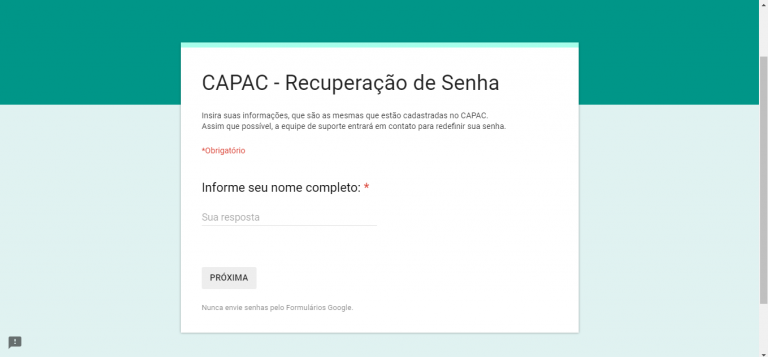 CAPAC - Recuperação de Senha
Insira suas informações, que são as mesmas que estão cadastradas no CAPAC.
Assim que possível, a equipe de suporte entrará em contato para redefinir sua senha.
*Obrigatório
Informe seu nome completo: *
Sua resposta
PRÓXIMA
Nunca envie senhas pelo Formulários Google.